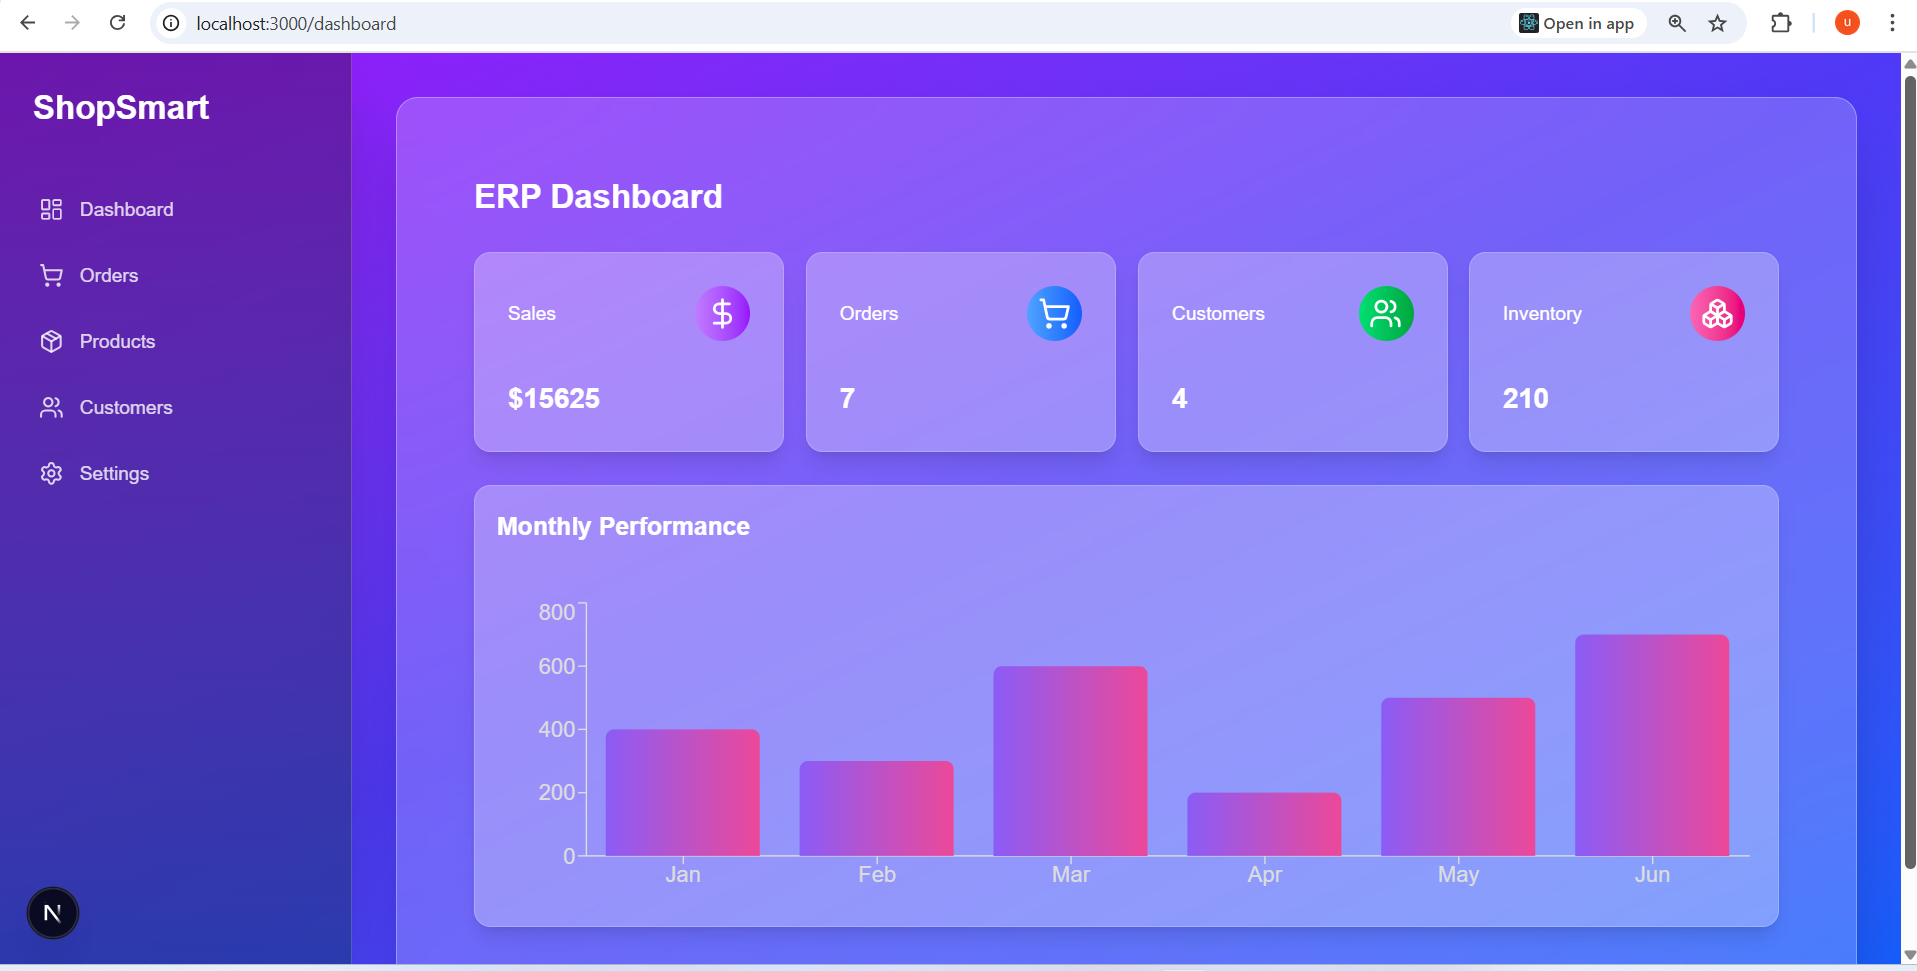 localhost:3000/dashboard
Open in app
u
ShopSmart
Dashboard
Orders
Products
Customers
Settings
N
ERP Dashboard
Sales
$
$15625
Orders
7
Customers
4
Inventory
210
Monthly Performance
800
600
400
200
0
Jan Feb Mar Apr May Jun